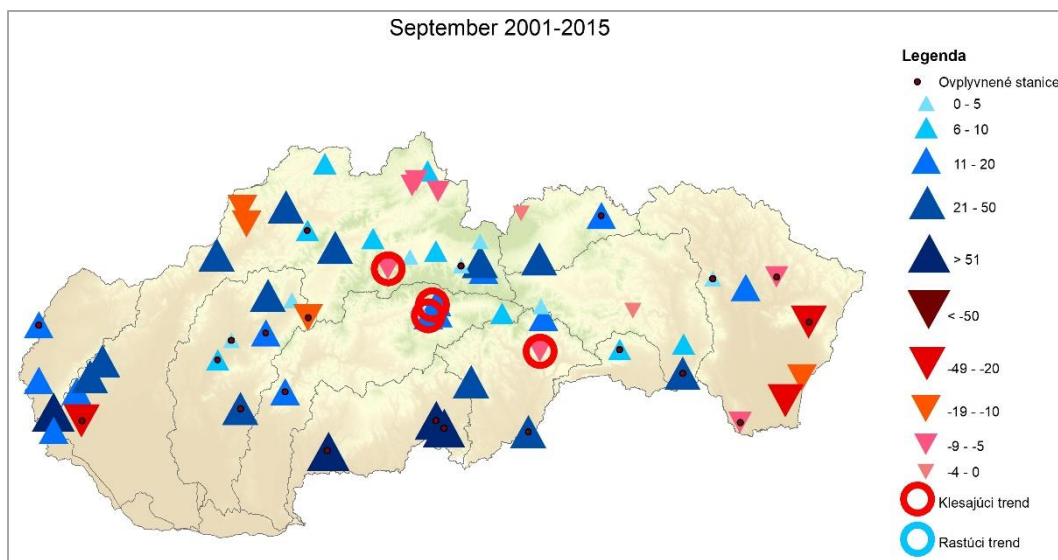 September 2001-2015
Legenda
Ovplyvnené stanice
0 - 5
6 - 10
11 - 20
21 - 50
> 51
< -50
-49 - -20
-19 - -10
-9 - -5
-4 - 0
Klesajúci trend
Rastúci trend